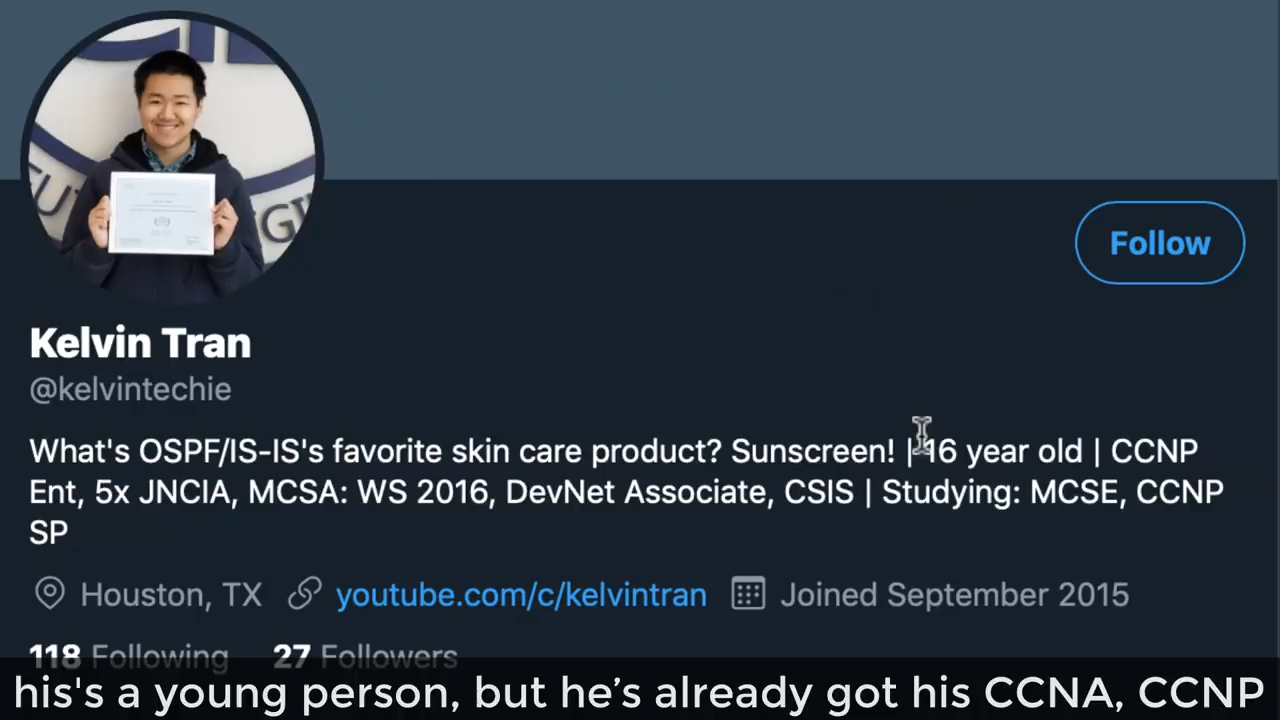 Kelvin Tran
@kelvintechie
Follow
What's OSPF/IS-IS's favorite skin care product? Sunscreen! | 16 year old | CCNP
Ent, 5x JNCIA, MCSA: WS 2016, DevNet Associate, CSIS | Studying: MCSE, CCNP
SP
Houston, TX youtube.com/c/kelvintran Joined September 2015
118 Following 27 Followers
his's a young person, but he’s already got his CCNA, CCNP